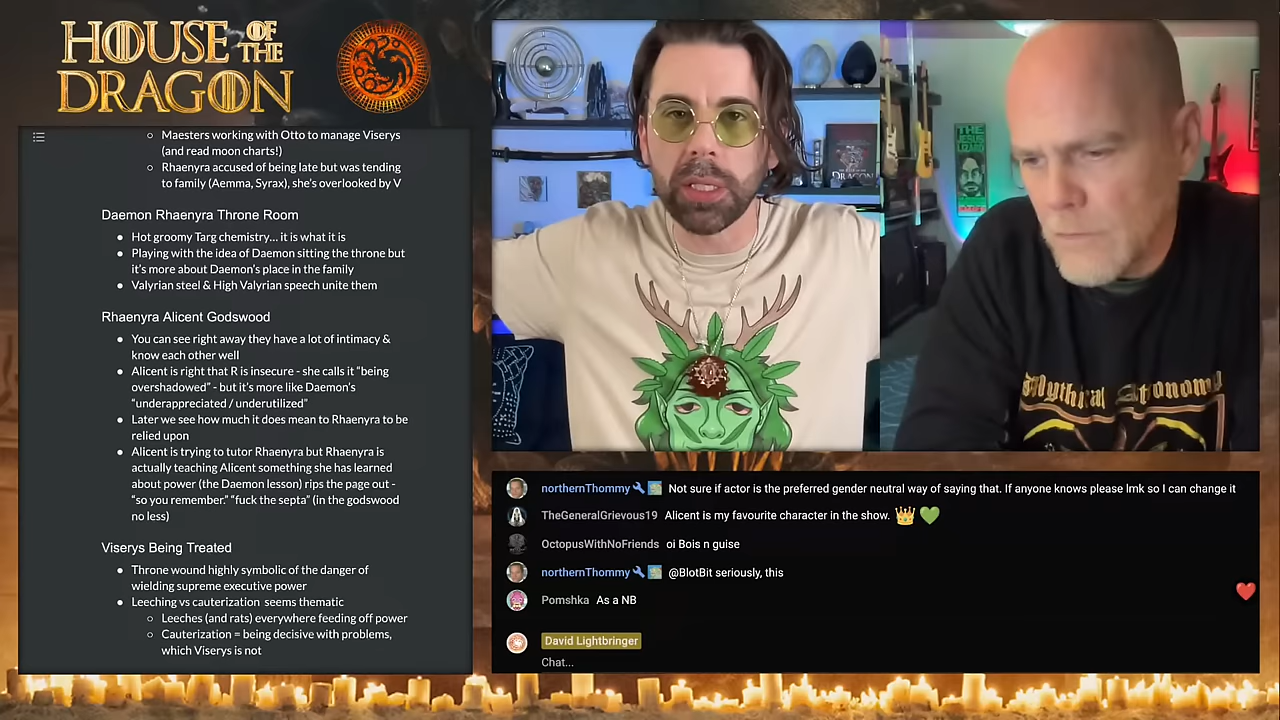 HOUSE OF THE
DRAGON
Maesters working with Otto to manage Viserys
(and read moon charts!)
Rhaenyra accused of being late but was tending
to family (Aemma, Syrax), she's overlooked by V
Daemon Rhaenyra Throne Room
Hot groomy Targ chemistry... it is what it is
Playing with the idea of Daemon sitting the throne but
it's more about Daemon's place in the family
Valyrian steel & High Valyrian speech unite them
Rhaenyra Alicent Godswood
You can see right away they have a lot of intimacy &
know each other well
Alicent is right that R is insecure - she calls it “being
overshadowed” - but it's more like Daemon's
“underappreciated / underutilized”
Later we see how much it does mean to Rhaenyra to be
relied upon
Alicent is trying to tutor Rhaenyra but Rhaenyra is
actually teaching Alicent something she has learned
about power (the Daemon lesson) rips the page out -
“so you remember.” “fuck the septa” (in the godswood
no less)
Viserys Being Treated
Throne wound highly symbolic of the danger of
wielding supreme executive power
Leeching vs cauterization seems thematic
Leeches (and rats) everywhere feeding off power
Cauterization = being decisive with problems,
which Viserys is not
DRAGON
THE
JESUS
LIZARD
Mythical Astronomy
northernThommy Not sure if actor is the preferred gender neutral way of saying that. If anyone knows please lmk so I can change it
TheGeneralGrievous19 Alicent is my favourite character in the show. 👑💚
OctopusWithNoFriends oi Bois n guise
northernThommy @BlotBit seriously, this
Pomshka As a NB
David Lightbringer
Chat...